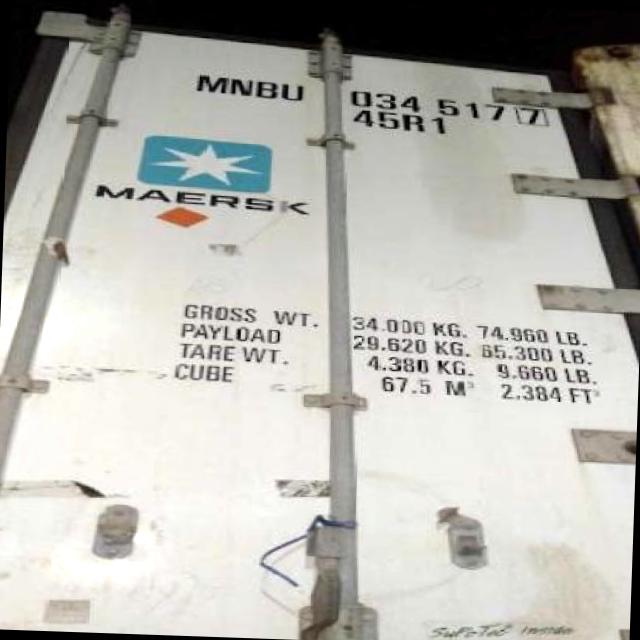 MNBU 034 517 7
45R1
MAERSK
GROSS WT. 34.000 KG. 74.960 LB.
PAYLOAD 29.620 KG. 65.300 LB.
TARE WT. 4.380 KG. 9.660 LB.
CUBE 67.5 M³ 2.384 FT³